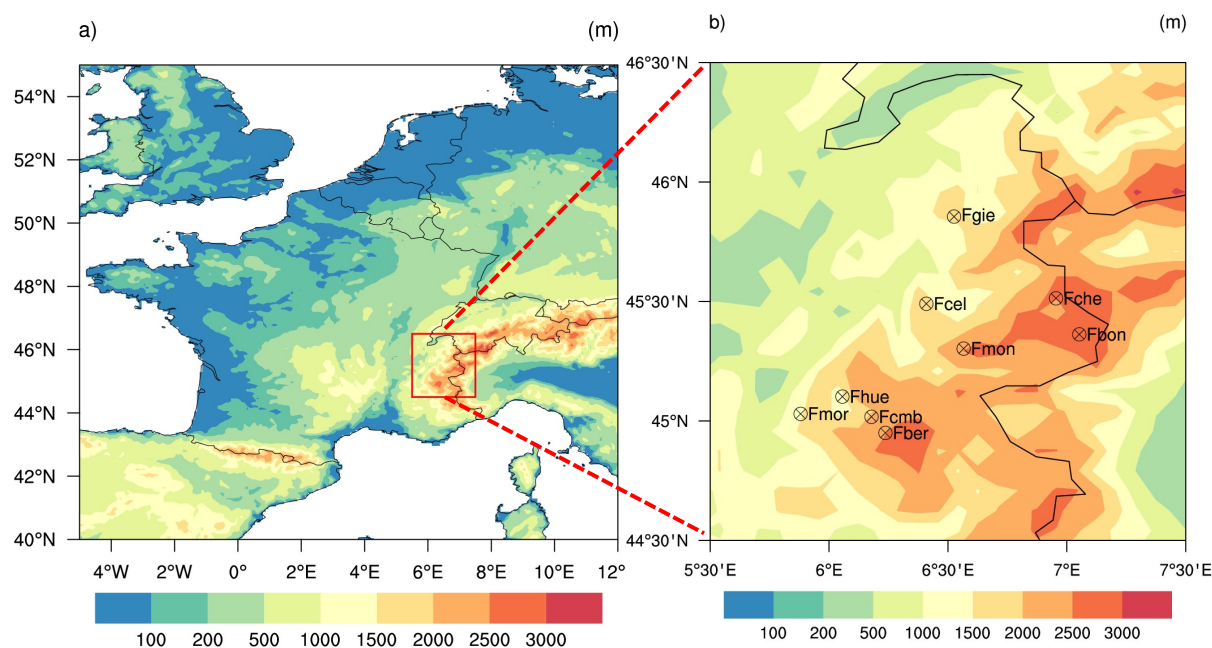 a)
(m)
54°N
52°N
50°N
48°N
46°N
44°N
42°N
40°N
4°W
2°W
0°
2°E
4°E
6°E
8°E
10°E
12°
100
200
500
1000
1500
2000
2500
3000
b)
(m)
46°30'N
46°N
45°30'N
45°N
44°30'N
Fgie
Fche
Fcel
Fbon
Fmon
Fhue
Fmor
Fcmb
Fber
5°30'E
6°E
6°30'E
7°E
7°30'E
100
200
500
1000
1500
2000
2500
3000